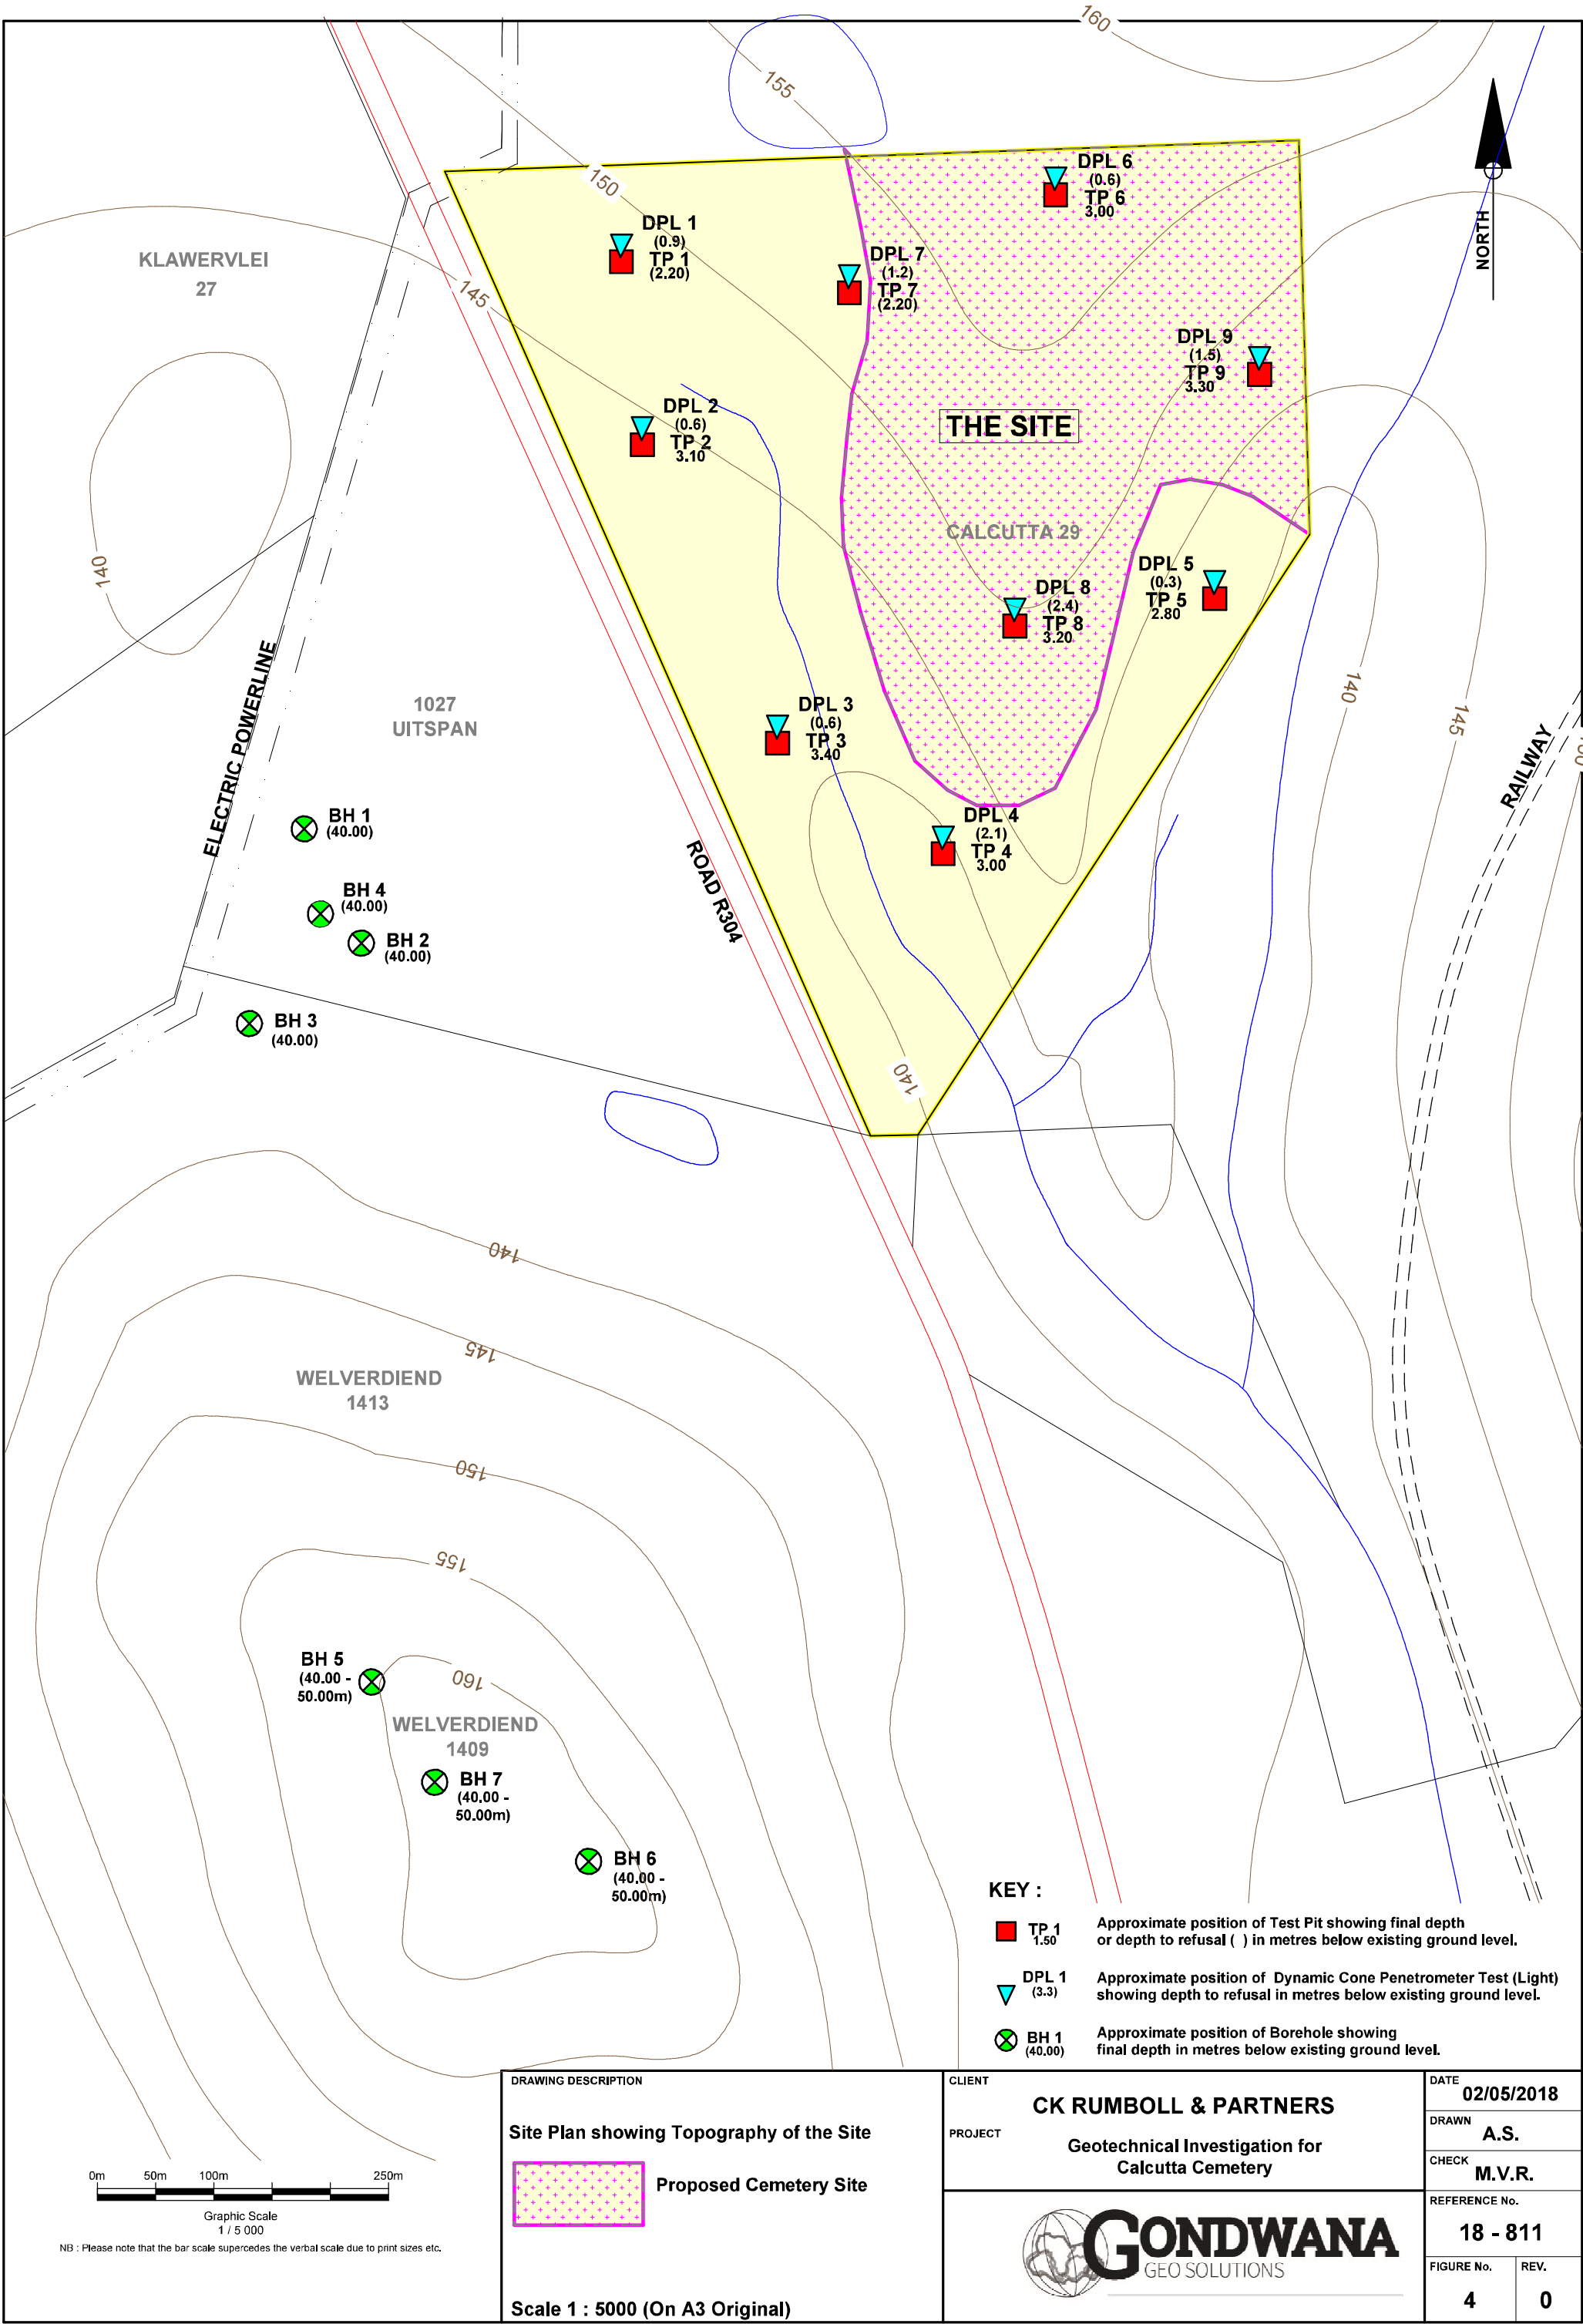 160
155
150
145
KLAWERVLEI
27
NORTH
DPL 6
(0.6)
TP 6
3.00
DPL 1
(0.9)
TP 1
(2.20)
DPL 7
(1.2)
TP 7
(2.20)
DPL 9
(1.5)
TP 9
3.30
DPL 2
(0.6)
TP 2
3.10
THE SITE
CALCUTTA 29
140
DPL 5
(0.3)
TP 5
2.80
DPL 8
(2.4)
TP 8
3.20
ELECTRIC POWERLINE
1027
UITSPAN
DPL 3
(0.6)
TP 3
3.40
140
145
RAILWAY
BH 1
(40.00)
DPL 4
(2.1)
TP 4
3.00
ROAD R304
BH 4
(40.00)
BH 2
(40.00)
BH 3
(40.00)
140
140
145
WELVERDIEND
1413
150
155
BH 5
(40.00 -
50.00m)
160
WELVERDIEND
1409
BH 7
(40.00 -
50.00m)
BH 6
(40.00 -
50.00m)
KEY :
TP 1
1.50
Approximate position of Test Pit showing final depth
or depth to refusal ( ) in metres below existing ground level.
DPL 1
(3.3)
Approximate position of Dynamic Cone Penetrometer Test (Light)
showing depth to refusal in metres below existing ground level.
BH 1
(40.00)
Approximate position of Borehole showing
final depth in metres below existing ground level.
0m 50m 100m 250m
Graphic Scale
1 / 5 000
NB : Please note that the bar scale supercedes the verbal scale due to print sizes etc.
DRAWING DESCRIPTION
Site Plan showing Topography of the Site
Proposed Cemetery Site
Scale 1 : 5000 (On A3 Original)
CLIENT
CK RUMBOLL & PARTNERS
PROJECT
Geotechnical Investigation for
Calcutta Cemetery
GONDWANA
GEO SOLUTIONS
DATE
02/05/2018
DRAWN
A.S.
CHECK
M.V.R.
REFERENCE No.
18 - 811
FIGURE No.
4
REV.
0